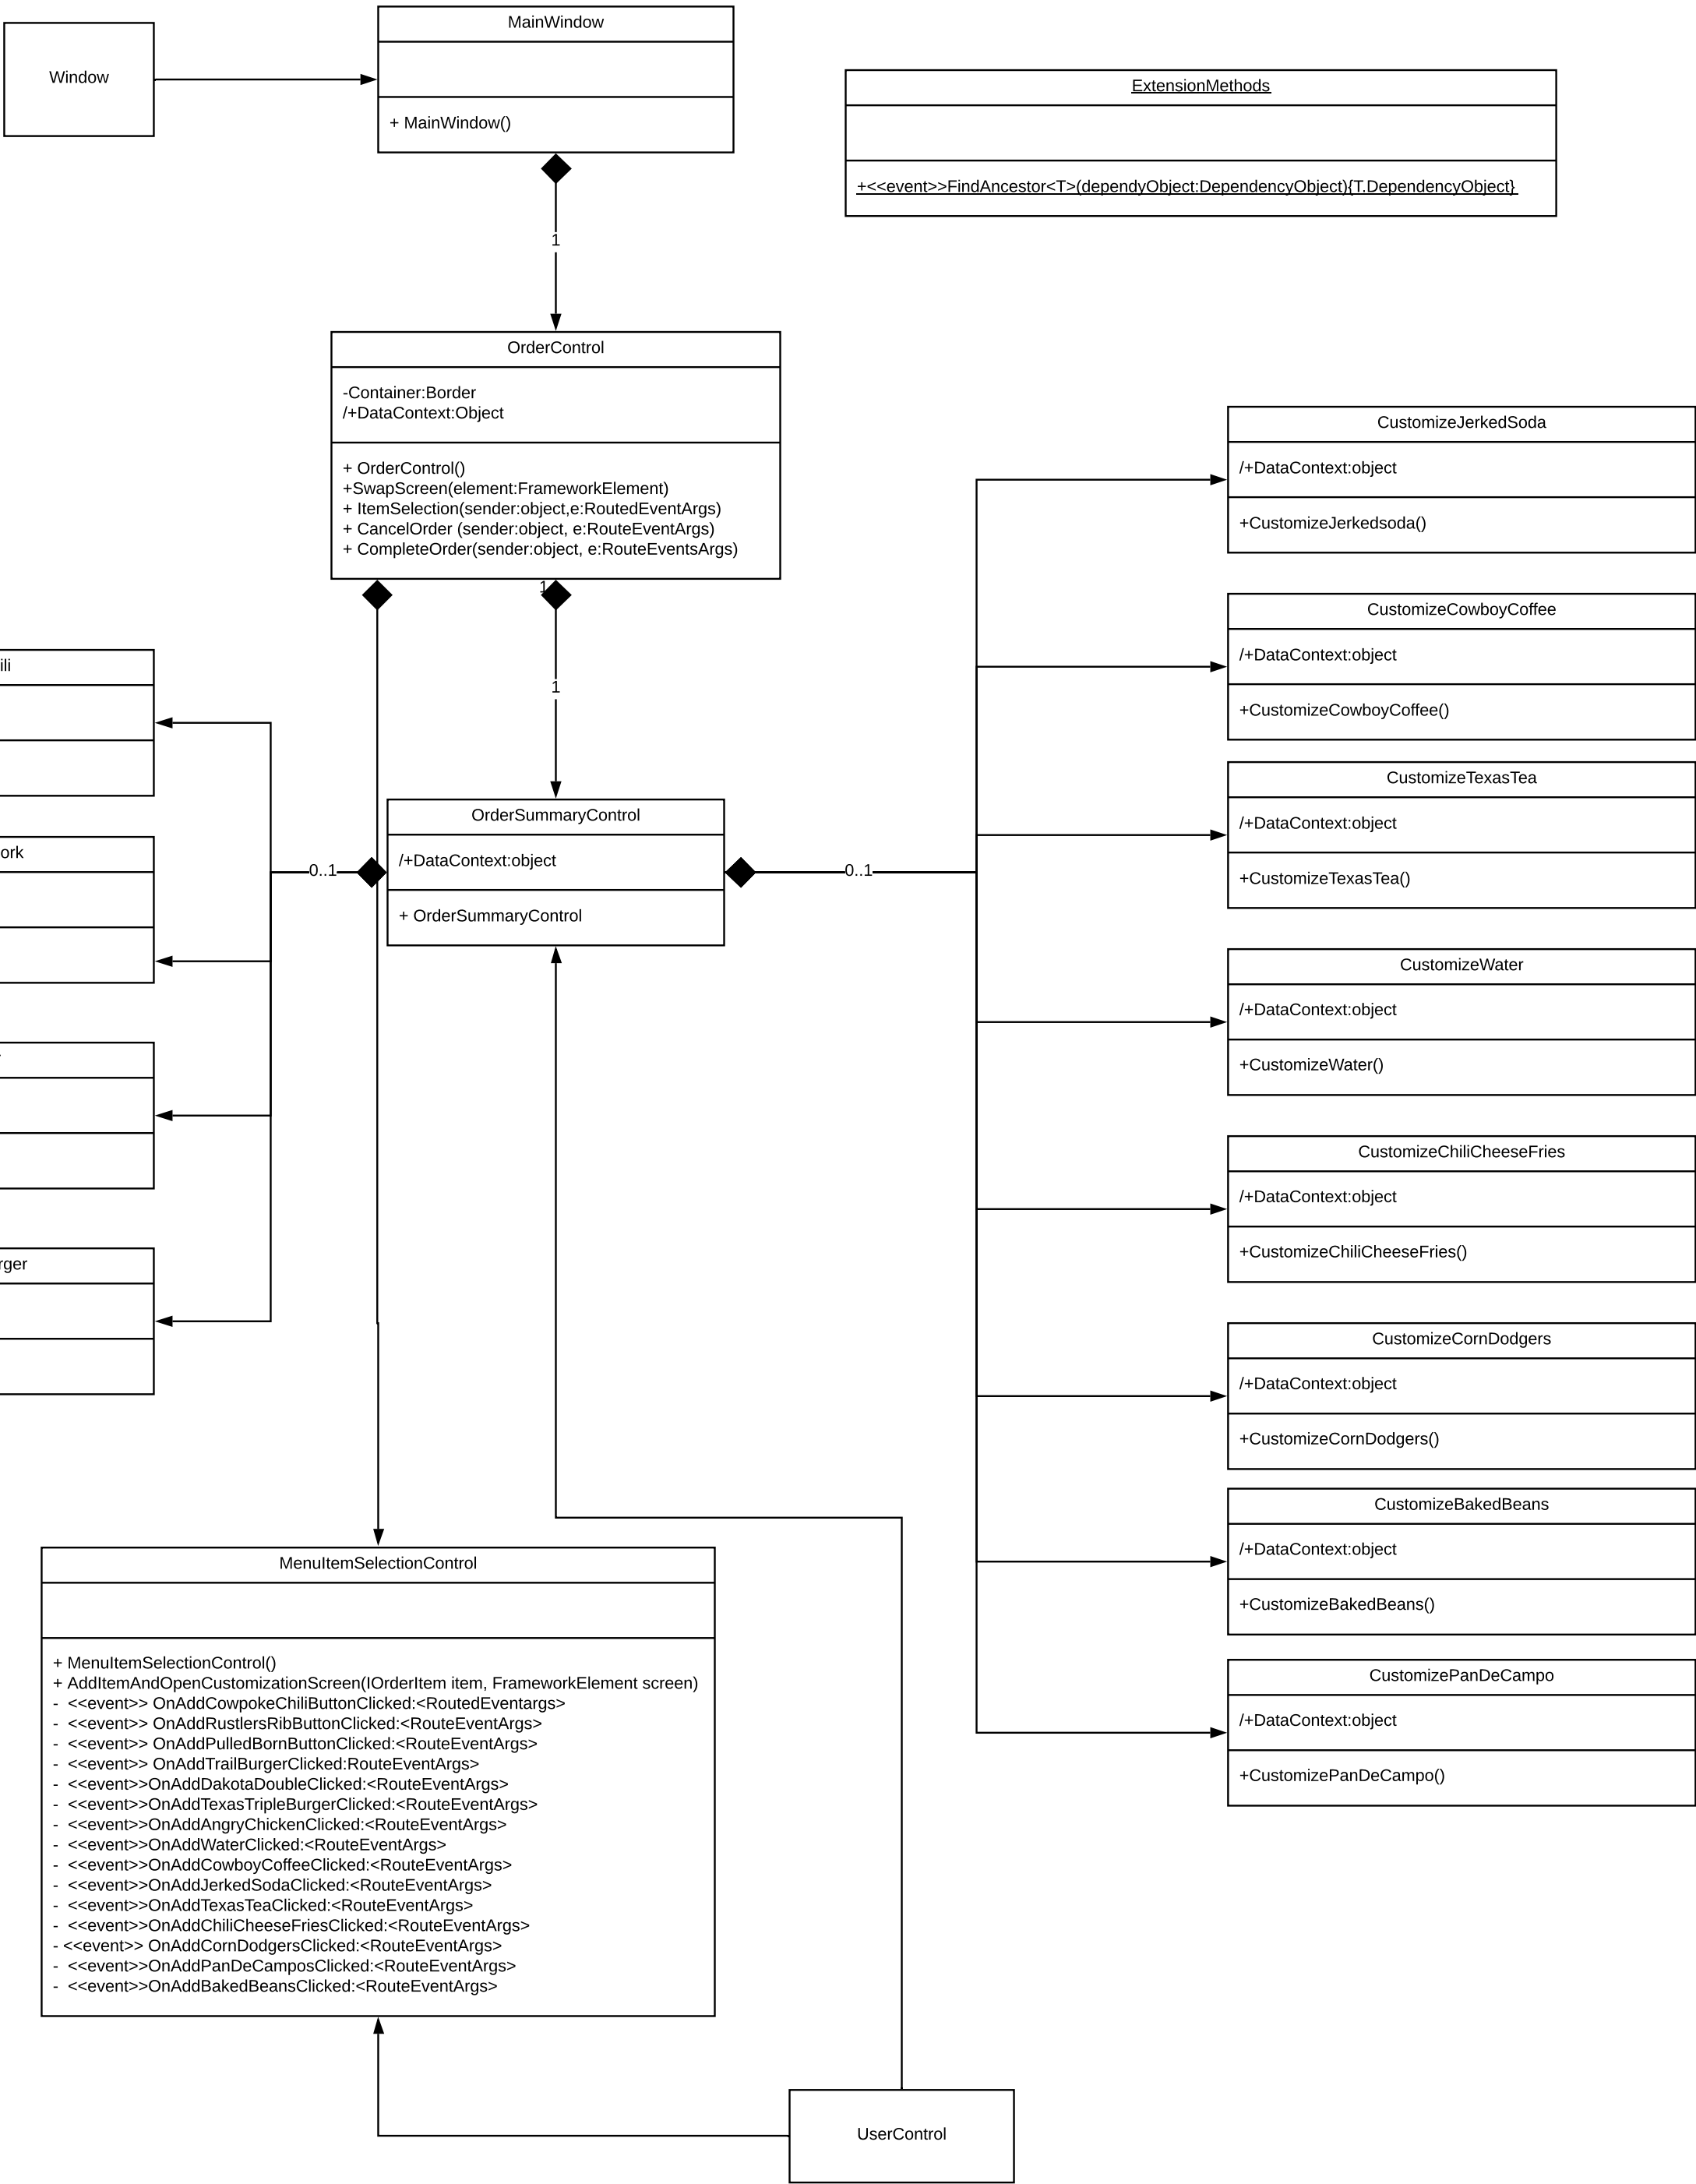 MainWindow
+ MainWindow()
Window
ExtensionMethods
+<<event>>FindAncestor<T>(dependyObject:DependencyObject){T.DependencyObject}
1
OrderControl
-Container:Border
/+DataContext:Object
+ OrderControl()
+SwapScreen(element:FrameworkElement)
+ ItemSelection(sender:object,e:RoutedEventArgs)
+ CancelOrder (sender:object, e:RouteEventArgs)
+ CompleteOrder(sender:object, e:RouteEventsArgs)
1
1
ili
ork
rger
0..1
OrderSummaryControl
/+DataContext:object
+ OrderSummaryControl
0..1
CustomizeJerkedSoda
/+DataContext:object
+CustomizeJerkedsoda()
CustomizeCowboyCoffee
/+DataContext:object
+CustomizeCowboyCoffee()
CustomizeTexasTea
/+DataContext:object
+CustomizeTexasTea()
CustomizeWater
/+DataContext:object
+CustomizeWater()
CustomizeChiliCheeseFries
/+DataContext:object
+CustomizeChiliCheeseFries()
CustomizeCornDodgers
/+DataContext:object
+CustomizeCornDodgers()
CustomizeBakedBeans
/+DataContext:object
+CustomizeBakedBeans()
CustomizePanDeCampo
/+DataContext:object
+CustomizePanDeCampo()
MenuItemSelectionControl
+ MenuItemSelectionControl()
+ AddItemAndOpenCustomizationScreen(IOrderItem item, FrameworkElement screen)
-  <<event>> OnAddCowpokeChiliButtonClicked:<RoutedEventargs>
-  <<event>> OnAddRustlersRibButtonClicked:<RouteEventArgs>
-  <<event>> OnAddPulledBornButtonClicked:<RouteEventArgs>
-  <<event>> OnAddTrailBurgerClicked:RouteEventArgs>
-  <<event>>OnAddDakotaDoubleClicked:<RouteEventArgs>
-  <<event>>OnAddTexasTripleBurgerClicked:<RouteEventArgs>
-  <<event>>OnAddAngryChickenClicked:<RouteEventArgs>
-  <<event>>OnAddWaterClicked:<RouteEventArgs>
-  <<event>>OnAddCowboyCoffeeClicked:<RouteEventArgs>
-  <<event>>OnAddJerkedSodaClicked:<RouteEventArgs>
-  <<event>>OnAddTexasTeaClicked:<RouteEventArgs>
-  <<event>>OnAddChiliCheeseFriesClicked:<RouteEventArgs>
- <<event>> OnAddCornDodgersClicked:<RouteEventArgs>
-  <<event>>OnAddPanDeCamposClicked:<RouteEventArgs>
-  <<event>>OnAddBakedBeansClicked:<RouteEventArgs>
UserControl